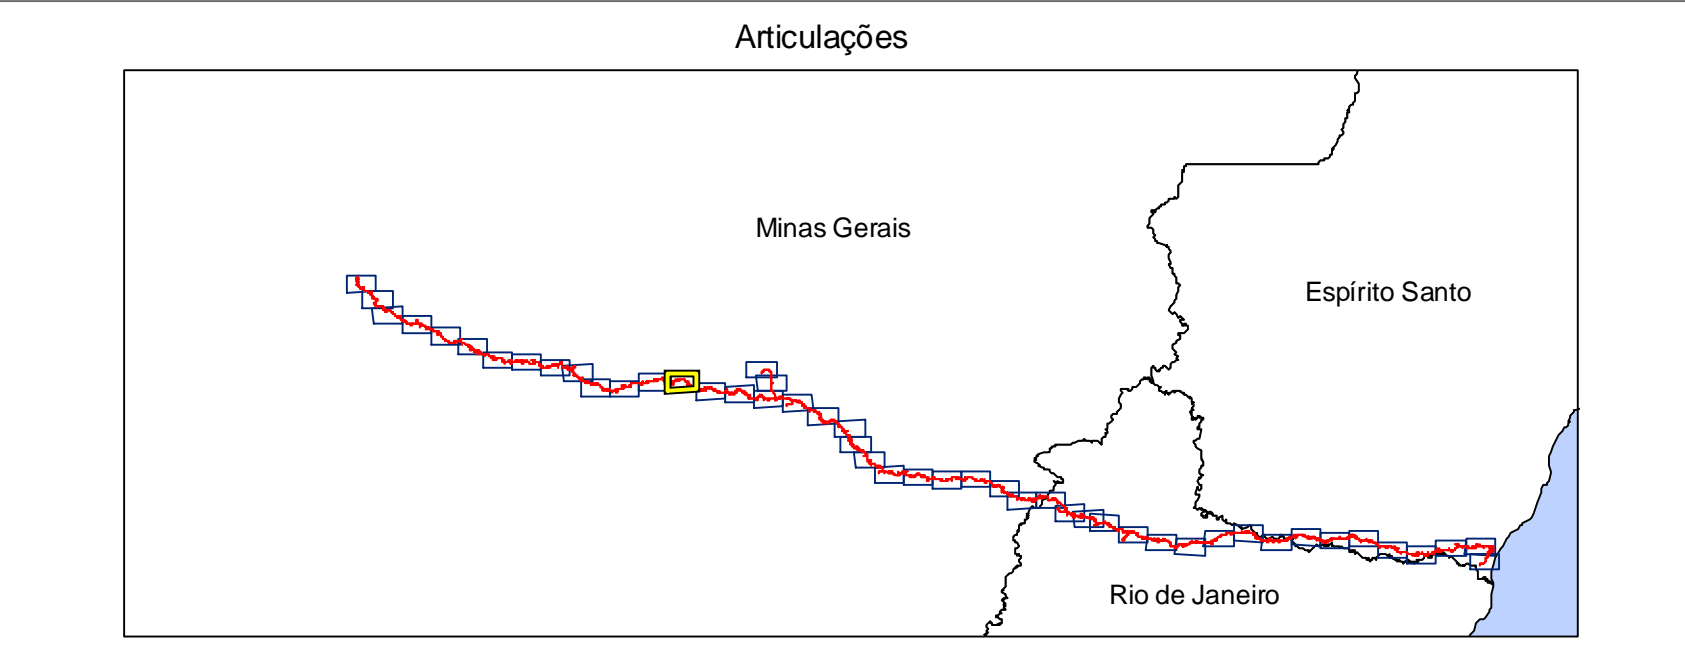 Articulações
Minas Gerais
Espírito Santo
Rio de Janeiro